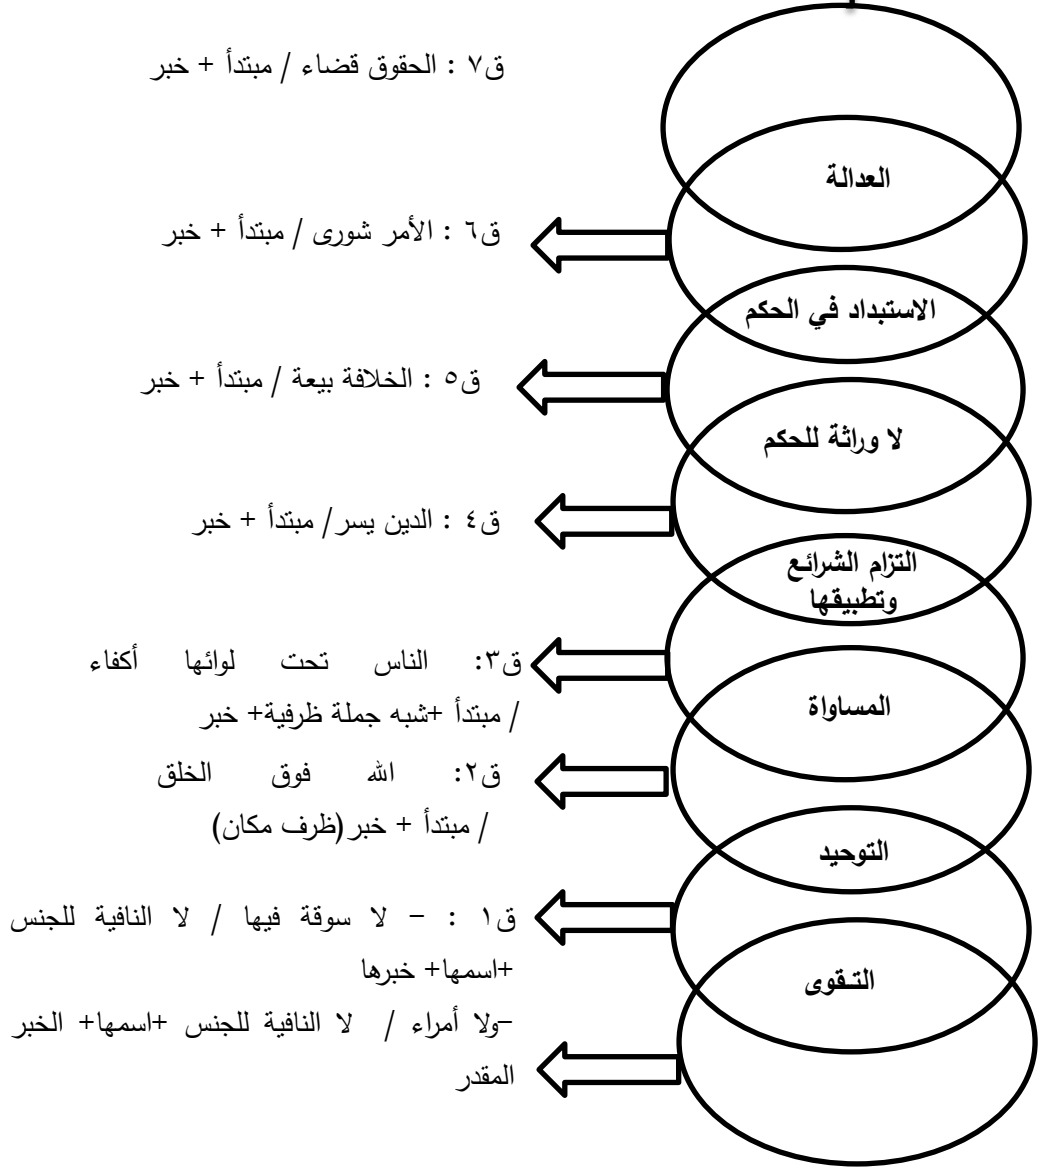 ق٧ : الحقوق قضاء / مبتدأ + خبر
العدالة
ق٦ : الأمر شورى / مبتدأ + خبر
الاستبداد في الحكم
ق٥ : الخلافة بيعة / مبتدأ + خبر
لا وراثة للحكم
ق٤ : الدين يسر/ مبتدأ + خبر
التزام الشرائع
وتطبيقها
ق٣: الناس تحت لوائها أكفاء
/ مبتدأ +شبه جملة ظرفية+ خبر
المساواة
ق٢: الله فوق الخلق
/ مبتدأ + خبر(ظرف مكان)
التوحيد
ق١ : – لا سوقة فيها / لا النافية للجنس
+اسمها+ خبرها
التقوى
–ولا أمراء / لا النافية للجنس +اسمها+ الخبر
المقدر